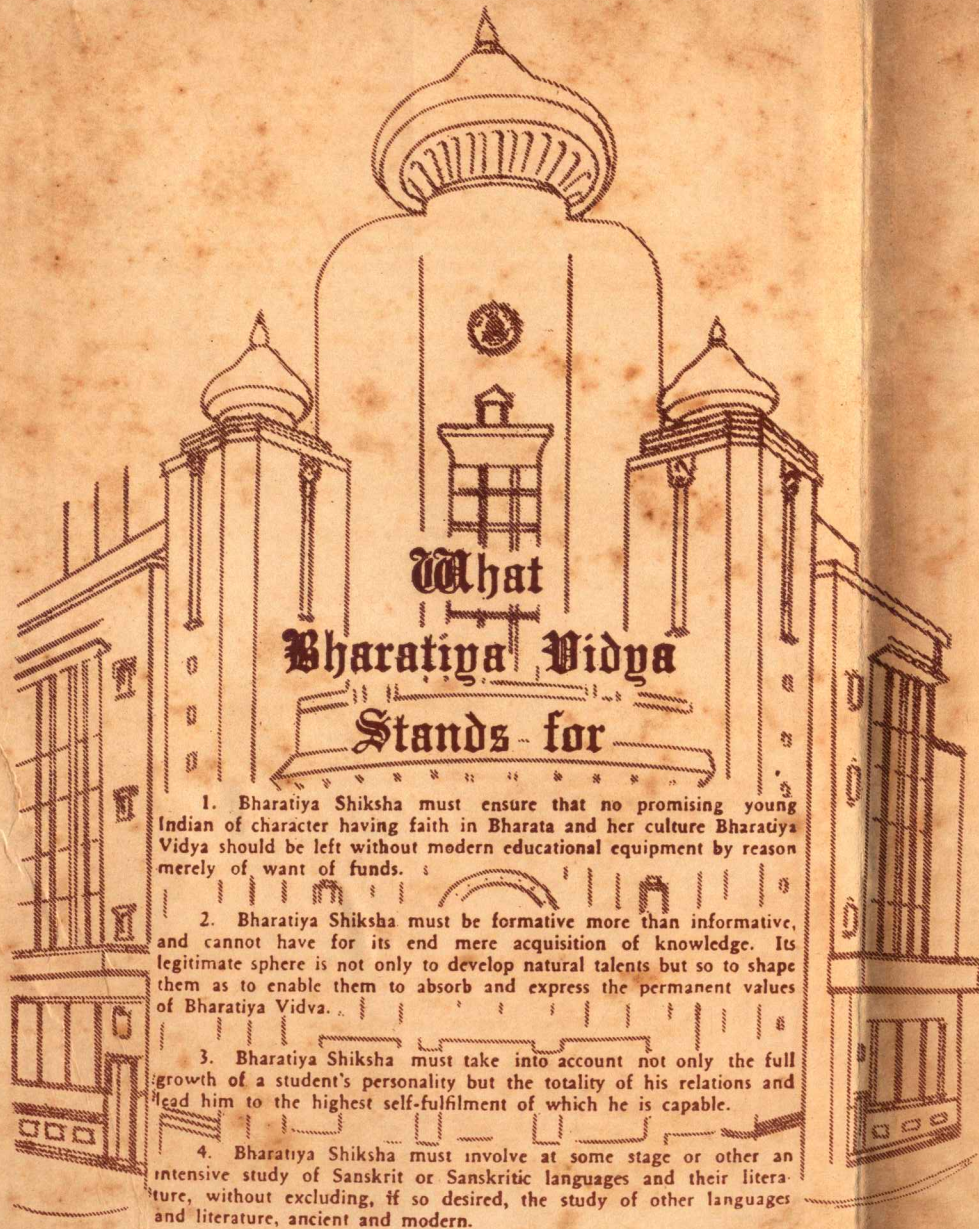 What
Bharatiya Vidya
Stands for
1. Bharatiya Shiksha must ensure that no promising young
Indian of character having faith in Bharata and her culture Bharatiya
Vidya should be left without modern educational equipment by reason
merely of want of funds.
2. Bharatiya Shiksha must be formative more than informative,
and cannot have for its end mere acquisition of knowledge. Its
legitimate sphere is not only to develop natural talents but so to shape
them as to enable them to absorb and express the permanent values
of Bharatiya Vidya.
3. Bharatiya Shiksha must take into account not only the full
growth of a student's personality but the totality of his relations and
lead him to the highest self-fulfilment of which he is capable.
4. Bharatiya Shiksha must involve at some stage or other an
intensive study of Sanskrit or Sanskritic languages and their litera-
ture, without excluding, if so desired, the study of other languages
and literature, ancient and modern.